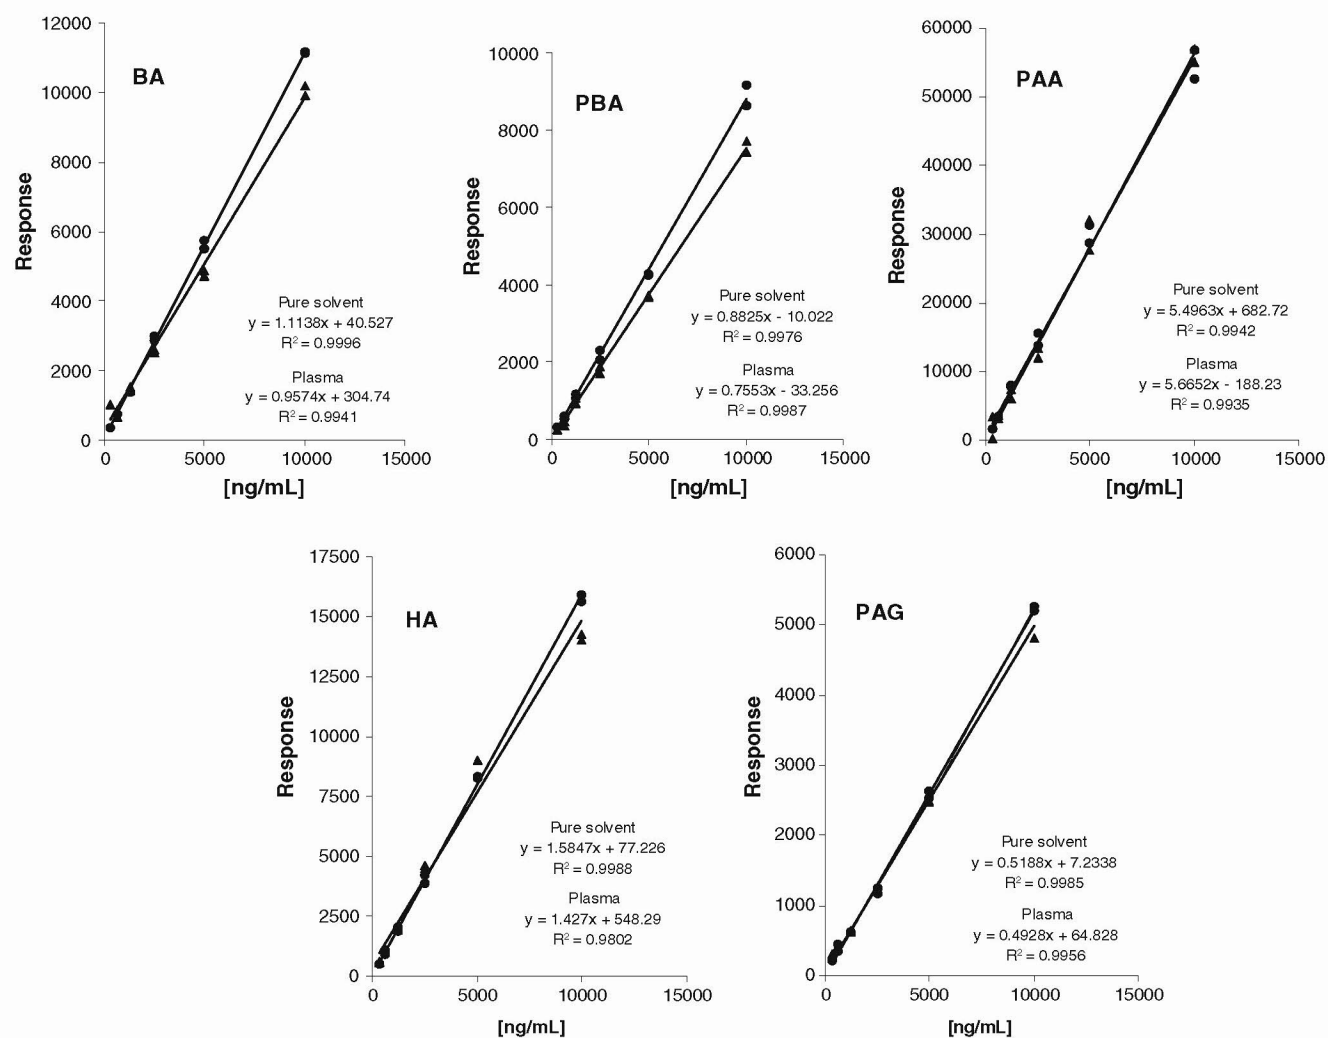 BA
Response
12000
10000
8000
6000
4000
2000
0
Pure solvent
y = 1.1138x + 40.527
R² = 0.9996
Plasma
y = 0.9574x + 304.74
R² = 0.9941
0 5000 10000 15000
[ng/mL]
PBA
Response
10000
8000
6000
4000
2000
0
Pure solvent
y = 0.8825x - 10.022
R² = 0.9976
Plasma
y = 0.7553x - 33.256
R² = 0.9987
0 5000 10000 15000
[ng/mL]
PAA
Response
60000
50000
40000
30000
20000
10000
0
Pure solvent
y = 5.4963x + 682.72
R² = 0.9942
Plasma
y = 5.6652x - 188.23
R² = 0.9935
0 5000 10000 15000
[ng/mL]
HA
Response
17500
15000
12500
10000
7500
5000
2500
0
Pure solvent
y = 1.5847x + 77.226
R² = 0.9988
Plasma
y = 1.427x + 548.29
R² = 0.9802
0 5000 10000 15000
[ng/mL]
PAG
Response
6000
5000
4000
3000
2000
1000
0
Pure solvent
y = 0.5188x + 7.2338
R² = 0.9985
Plasma
y = 0.4928x + 64.828
R² = 0.9956
0 5000 10000 15000
[ng/mL]